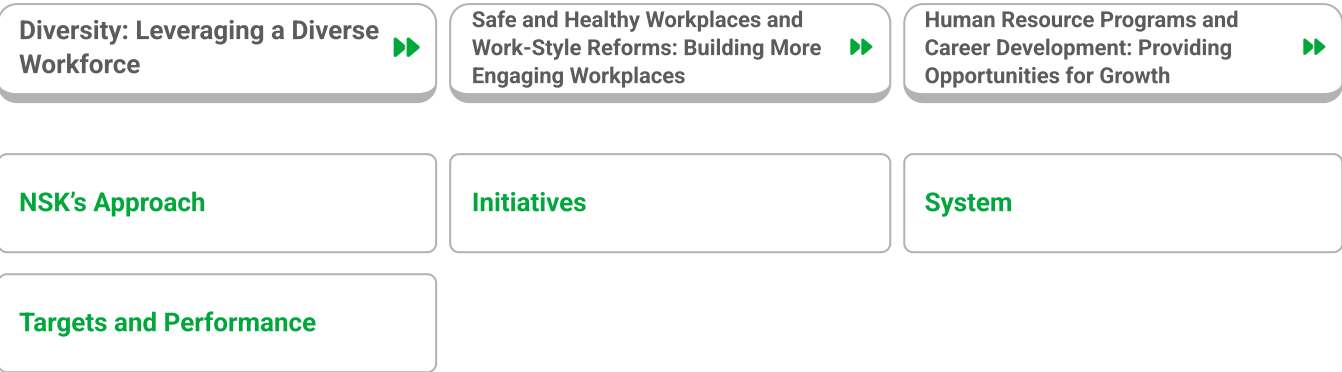 Diversity: Leveraging a Diverse
Workforce
Safe and Healthy Workplaces and
Work-Style Reforms: Building More
Engaging Workplaces
Human Resource Programs and
Career Development: Providing
Opportunities for Growth
NSK’s Approach
Initiatives
System
Targets and Performance